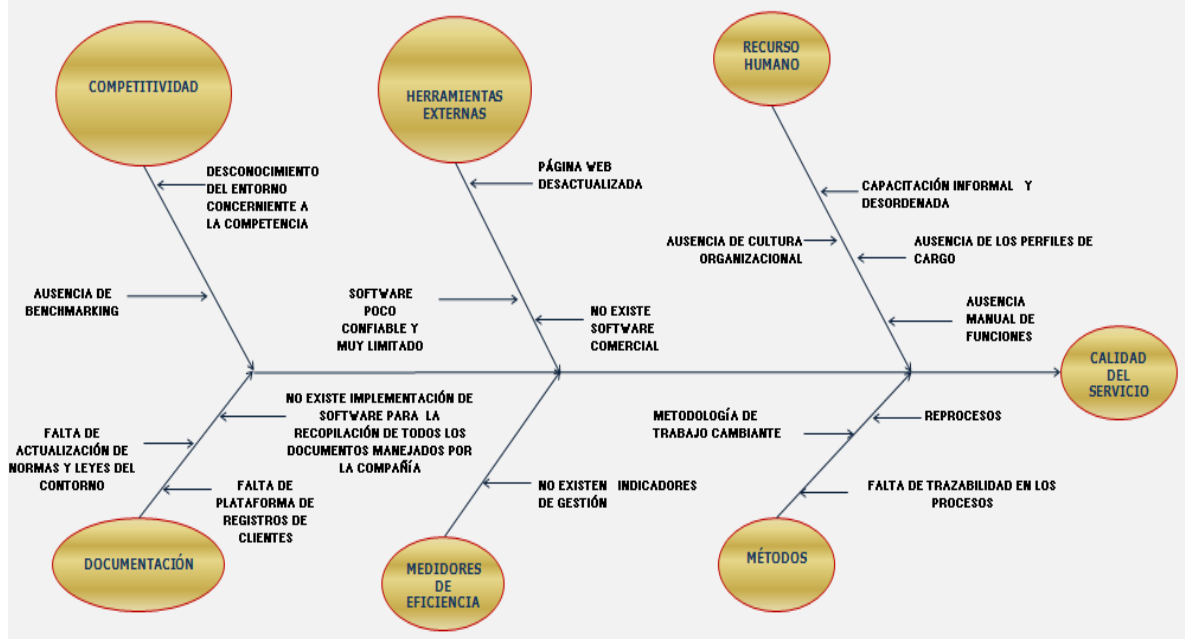 COMPETITIVIDAD
HERRAMIENTAS
EXTERNAS
RECURSO
HUMANO
DESCONOCIMIENTO
DEL ENTORNO
CONCERNIENTE A
LA COMPETENCIA
AUSENCIA DE
BENCHMARKING
PÁGINA WEB
DESACTUALIZADA
SOFTWARE
POCO
CONFIABLE Y
MUY LIMITADO
NO EXISTE
SOFTWARE
COMERCIAL
CAPACITACIÓN INFORMAL Y
DESORDENADA
AUSENCIA DE CULTURA
ORGANIZACIONAL
AUSENCIA DE LOS PERFILES DE
CARGO
AUSENCIA
MANUAL DE
FUNCIONES
CALIDAD
DEL
SERVICIO
NO EXISTE IMPLEMENTACIÓN DE
SOFTWARE PARA LA
RECOPILACIÓN DE TODOS LOS
DOCUMENTOS MANEJADOS POR
LA COMPAÑÍA
FALTA DE
ACTUALIZACIÓN DE
NORMAS Y LEYES DEL
CONTORNO
FALTA DE
PLATAFORMA DE
REGISTROS DE
CLIENTES
NO EXISTEN INDICADORES
DE GESTIÓN
METODOLOGÍA DE
TRABAJO CAMBIANTE
REPROCESOS
FALTA DE TRAZABILIDAD EN LOS
PROCESOS
DOCUMENTACIÓN
MEDIDORES
DE
EFICIENCIA
MÉTODOS